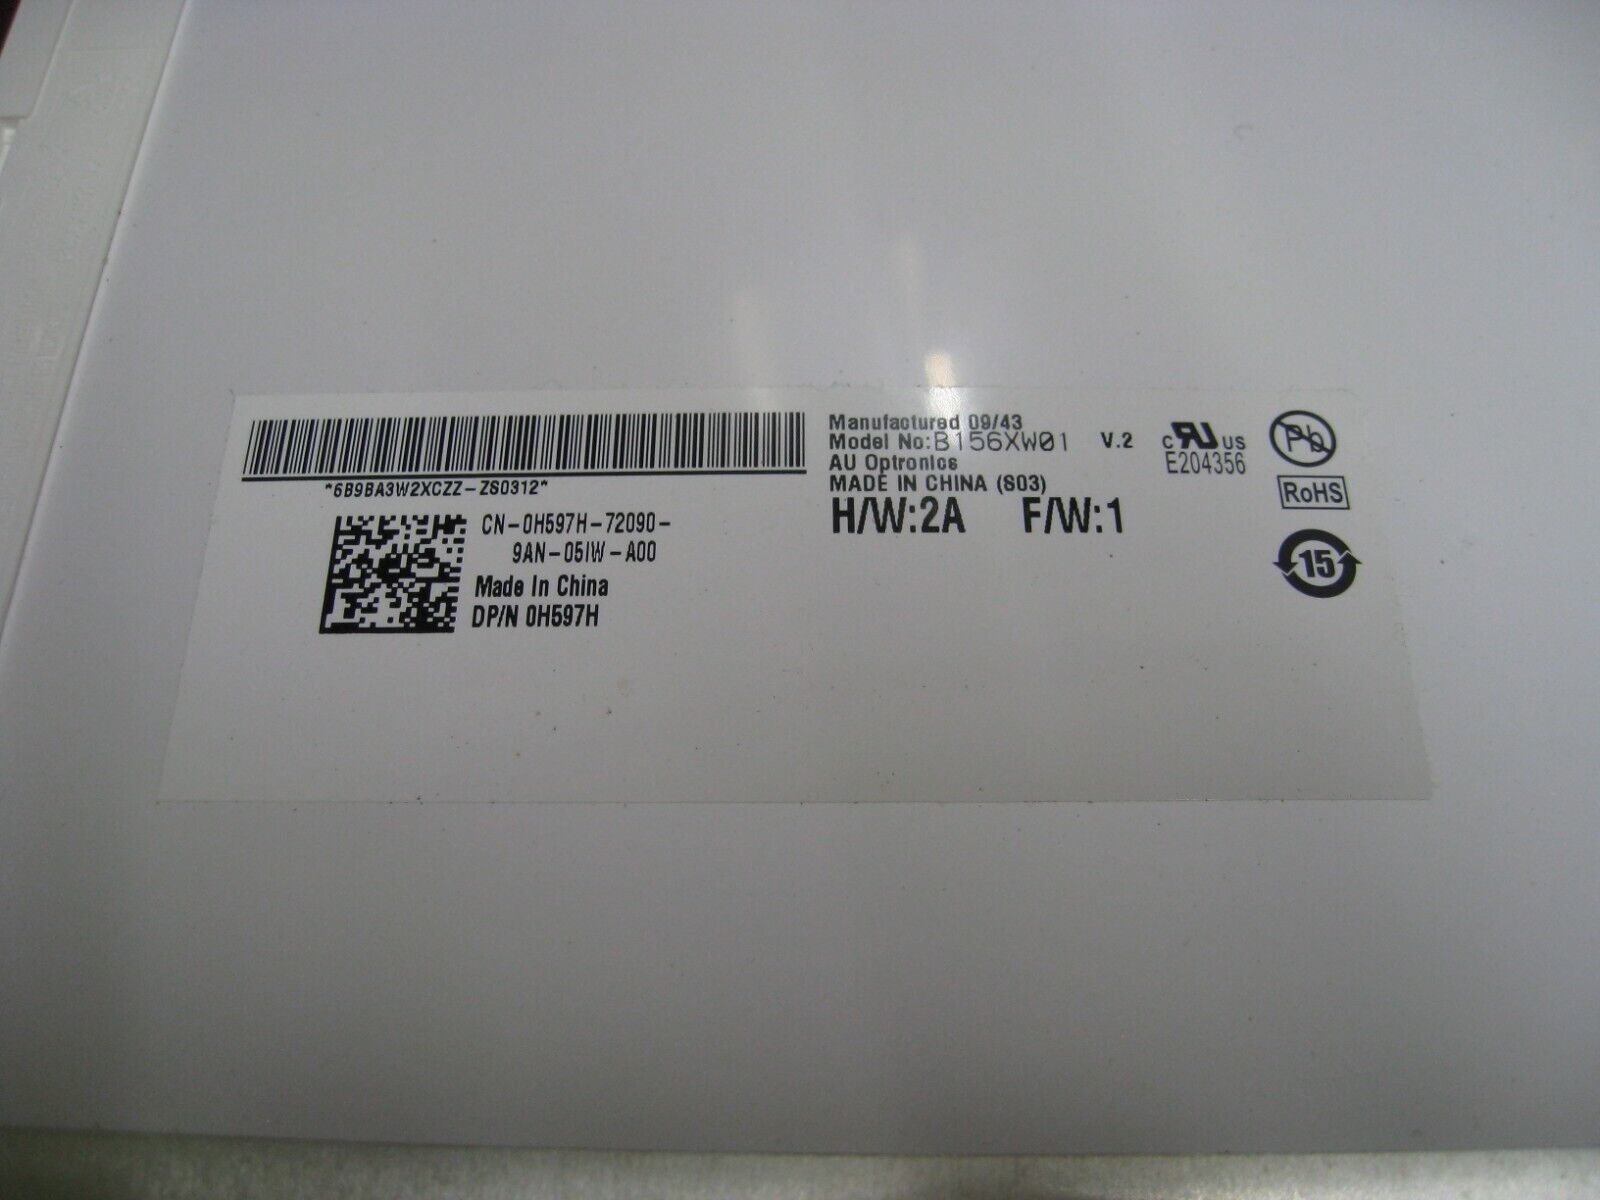 *6B9BA3W2XCZZ-ZS0312*
CN-0H597H-72090-
9AN-05IW-A00
Made In China
DP/N 0H597H
Manufactured 09/43
Model No:B156XW01 V.2
AU Optronics
MADE IN CHINA (S03)
H/W:2A F/W:1
c RU US
E204356
Pb
RoHS
15